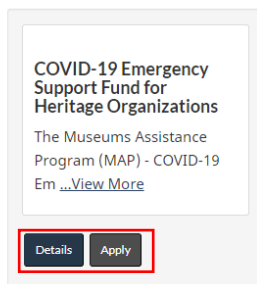 COVID-19 Emergency
Support Fund for
Heritage Organizations
The Museums Assistance
Program (MAP) - COVID-19
Em ...View More
Details Apply